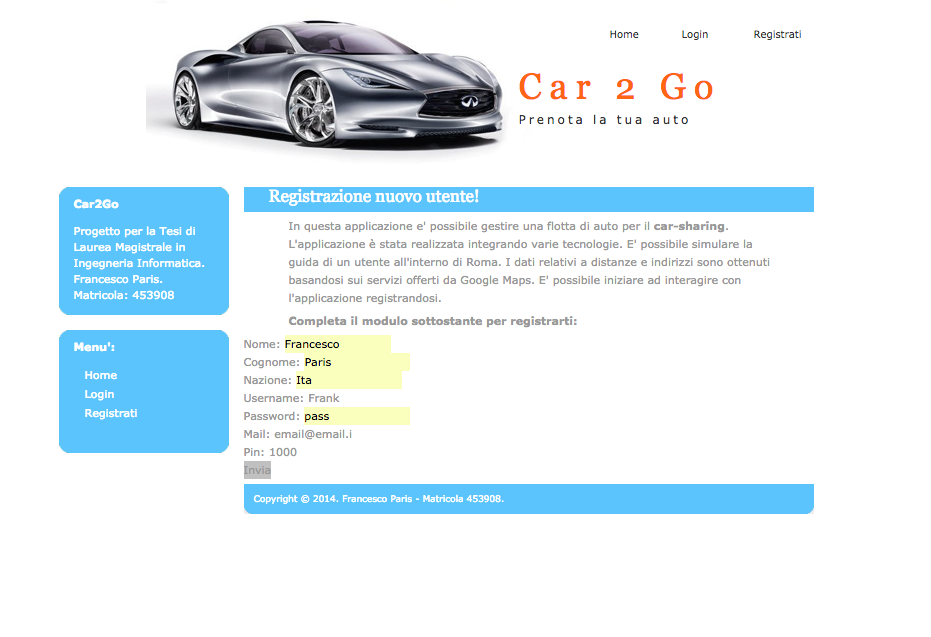 Home Login Registrati
Car 2 Go
Prenota la tua auto
Car2Go
Progetto per la Tesi di
Laurea Magistrale in
Ingegneria Informatica.
Francesco Paris.
Matricola: 453908
Menu':
Home
Login
Registrati
Registrazione nuovo utente!
In questa applicazione e' possibile gestire una flotta di auto per il car-sharing.
L'applicazione è stata realizzata integrando varie tecnologie. E' possibile simulare la
guida di un utente all'interno di Roma. I dati relativi a distanze e indirizzi sono ottenuti
basandosi sui servizi offerti da Google Maps. E' possibile iniziare ad interagire con
l'applicazione registrandosi.
Completa il modulo sottostante per registrarti:
Nome: Francesco
Cognome: Paris
Nazione: Ita
Username: Frank
Password: pass
Mail: email@email.i
Pin: 1000
Invia
Copyright © 2014. Francesco Paris - Matricola 453908.